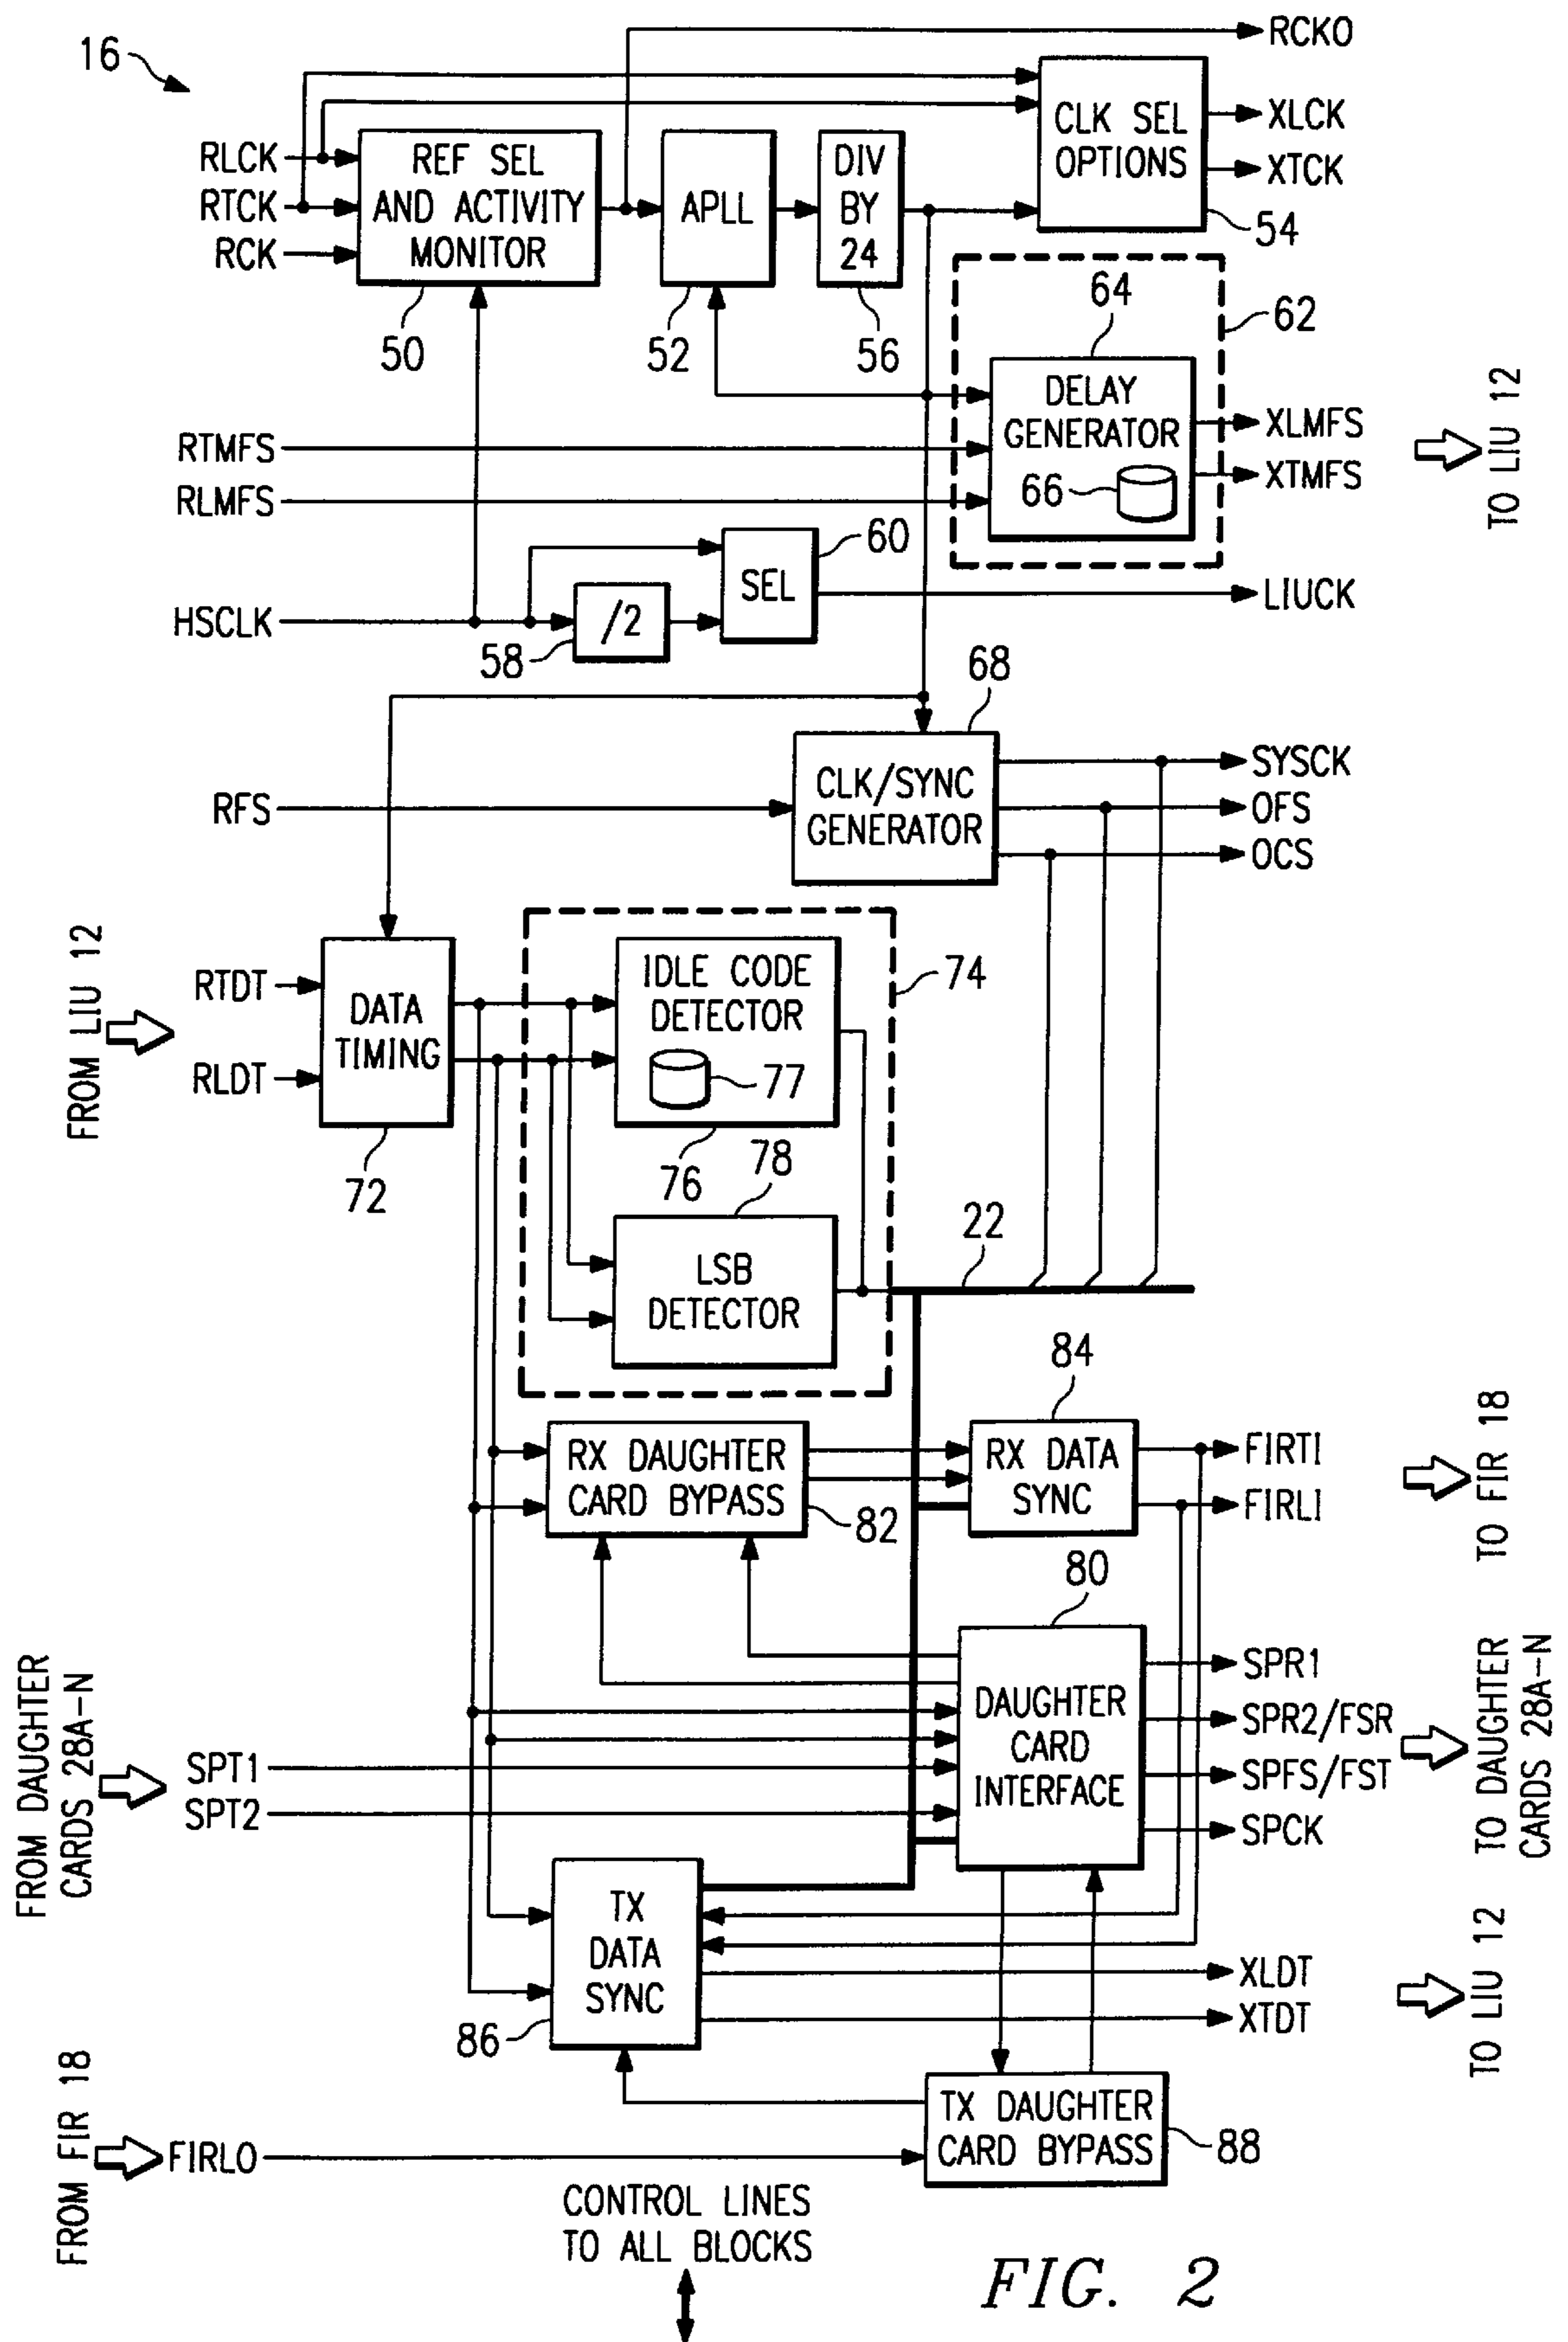 16
RCKO
RLCK
RTCK
RCK
REF SEL
AND ACTIVITY
MONITOR
50
APLL
52
DIV
BY
24
56
CLK SEL
OPTIONS
54
XLCK
XTCK
62
64
DELAY
GENERATOR
66
RTMFS
RLMFS
XLMFS
XTMFS
TO LIU 12
HSCLK
/2
58
SEL
60
LIUCK
68
RFS
CLK/SYNC
GENERATOR
SYSCK
OFS
OCS
FROM LIU 12
RTDT
RLDT
DATA
TIMING
72
74
IDLE CODE
DETECTOR
77
76
78
LSB
DETECTOR
22
RX DAUGHTER
CARD BYPASS
82
84
RX DATA
SYNC
FIRTI
FIRLI
TO FIR 18
80
DAUGHTER
CARD
INTERFACE
SPR1
SPR2/FSR
SPFS/FST
SPCK
TO DAUGHTER
CARDS 28A-N
FROM DAUGHTER
CARDS 28A-N
SPT1
SPT2
TX
DATA
SYNC
86
XLDT
XTDT
TO LIU 12
FROM FIR 18
FIRLO
TX DAUGHTER
CARD BYPASS
88
CONTROL LINES
TO ALL BLOCKS
FIG. 2